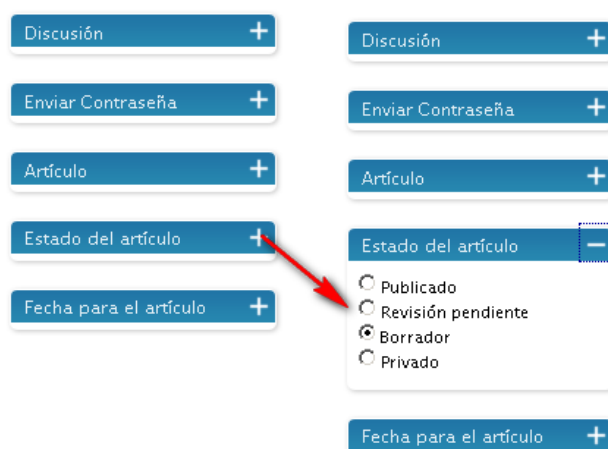 Discusión
Enviar Contraseña
Artículo
Estado del artículo
Fecha para el artículo
Discusión
Enviar Contraseña
Artículo
Estado del artículo
Publicado
Revisión pendiente
Borrador
Privado
Fecha para el artículo